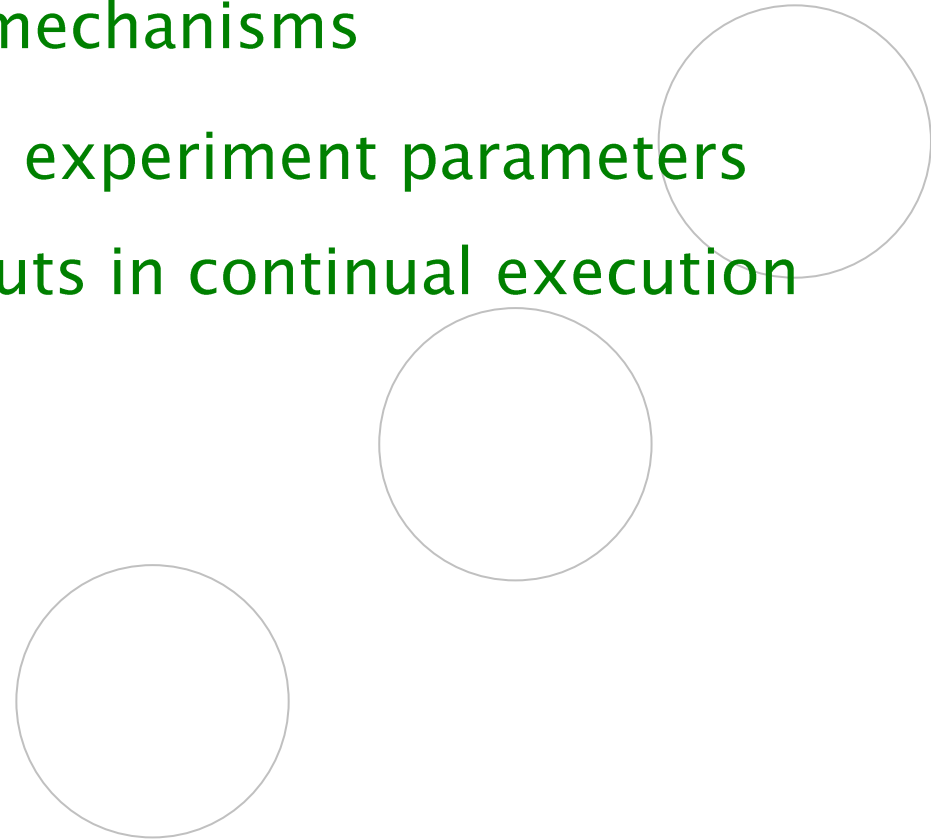 mechanisms
experiment parameters
uts in continual execution